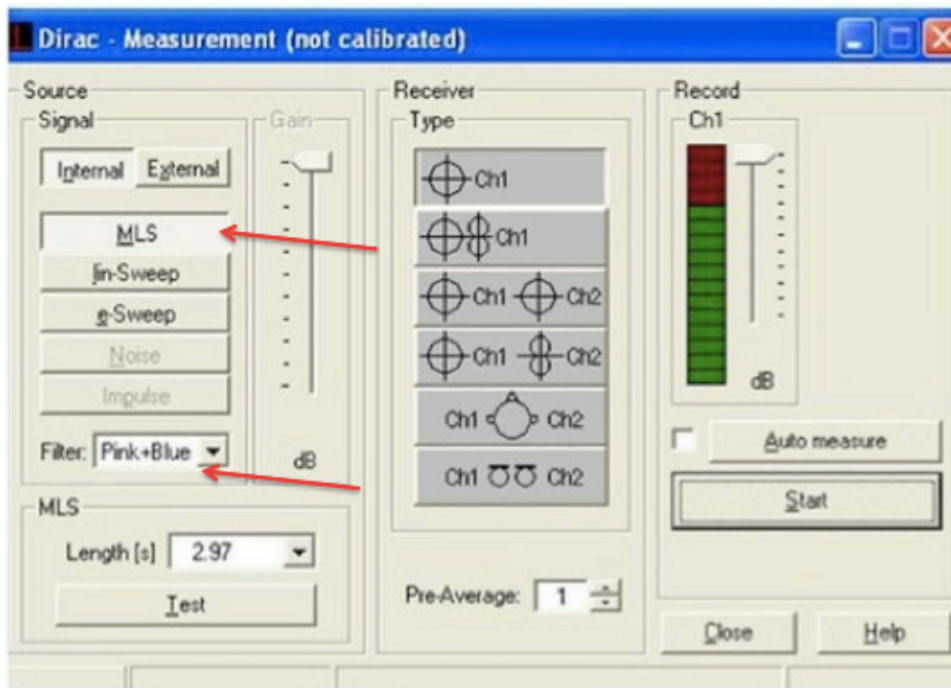 Dirac - Measurement (not calibrated)
Source
Signal
Gain
Internal External
MLS
lin-Sweep
e-Sweep
Noise
Impulse
Filter: Pink+Blue
dB
MLS
Length [s] 2.97
Test
Receiver
Type
Ch1
Ch1
Ch1 Ch2
Ch1 Ch2
Ch1 Ch2
Ch1 Ch2
Pre-Average: 1
Record
Ch1
dB
Auto measure
Start
Close Help